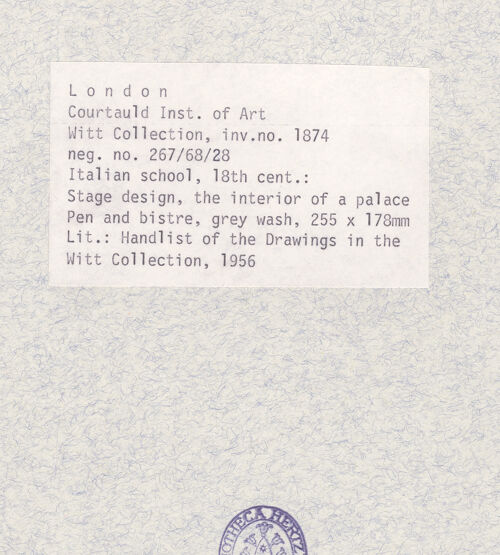 L o n d o n
Courtauld Inst. of Art
Witt Collection, inv.no. 1874
neg. no. 267/68/28
Italian school, 18th cent.:
Stage design, the interior of a palace
Pen and bistre, grey wash, 255 x 178mm
Lit.: Handlist of the Drawings in the
Witt Collection, 1956
OTHECA HERTZ